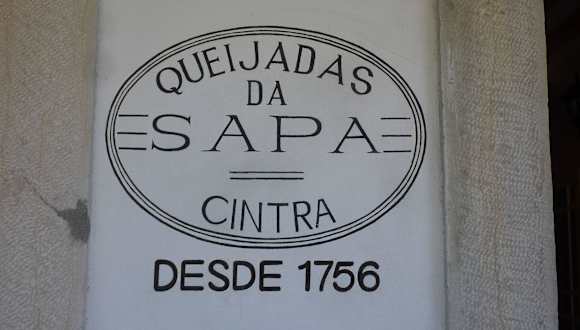 QUEIJADAS
DA
SAPA
CINTRA
DESDE 1756